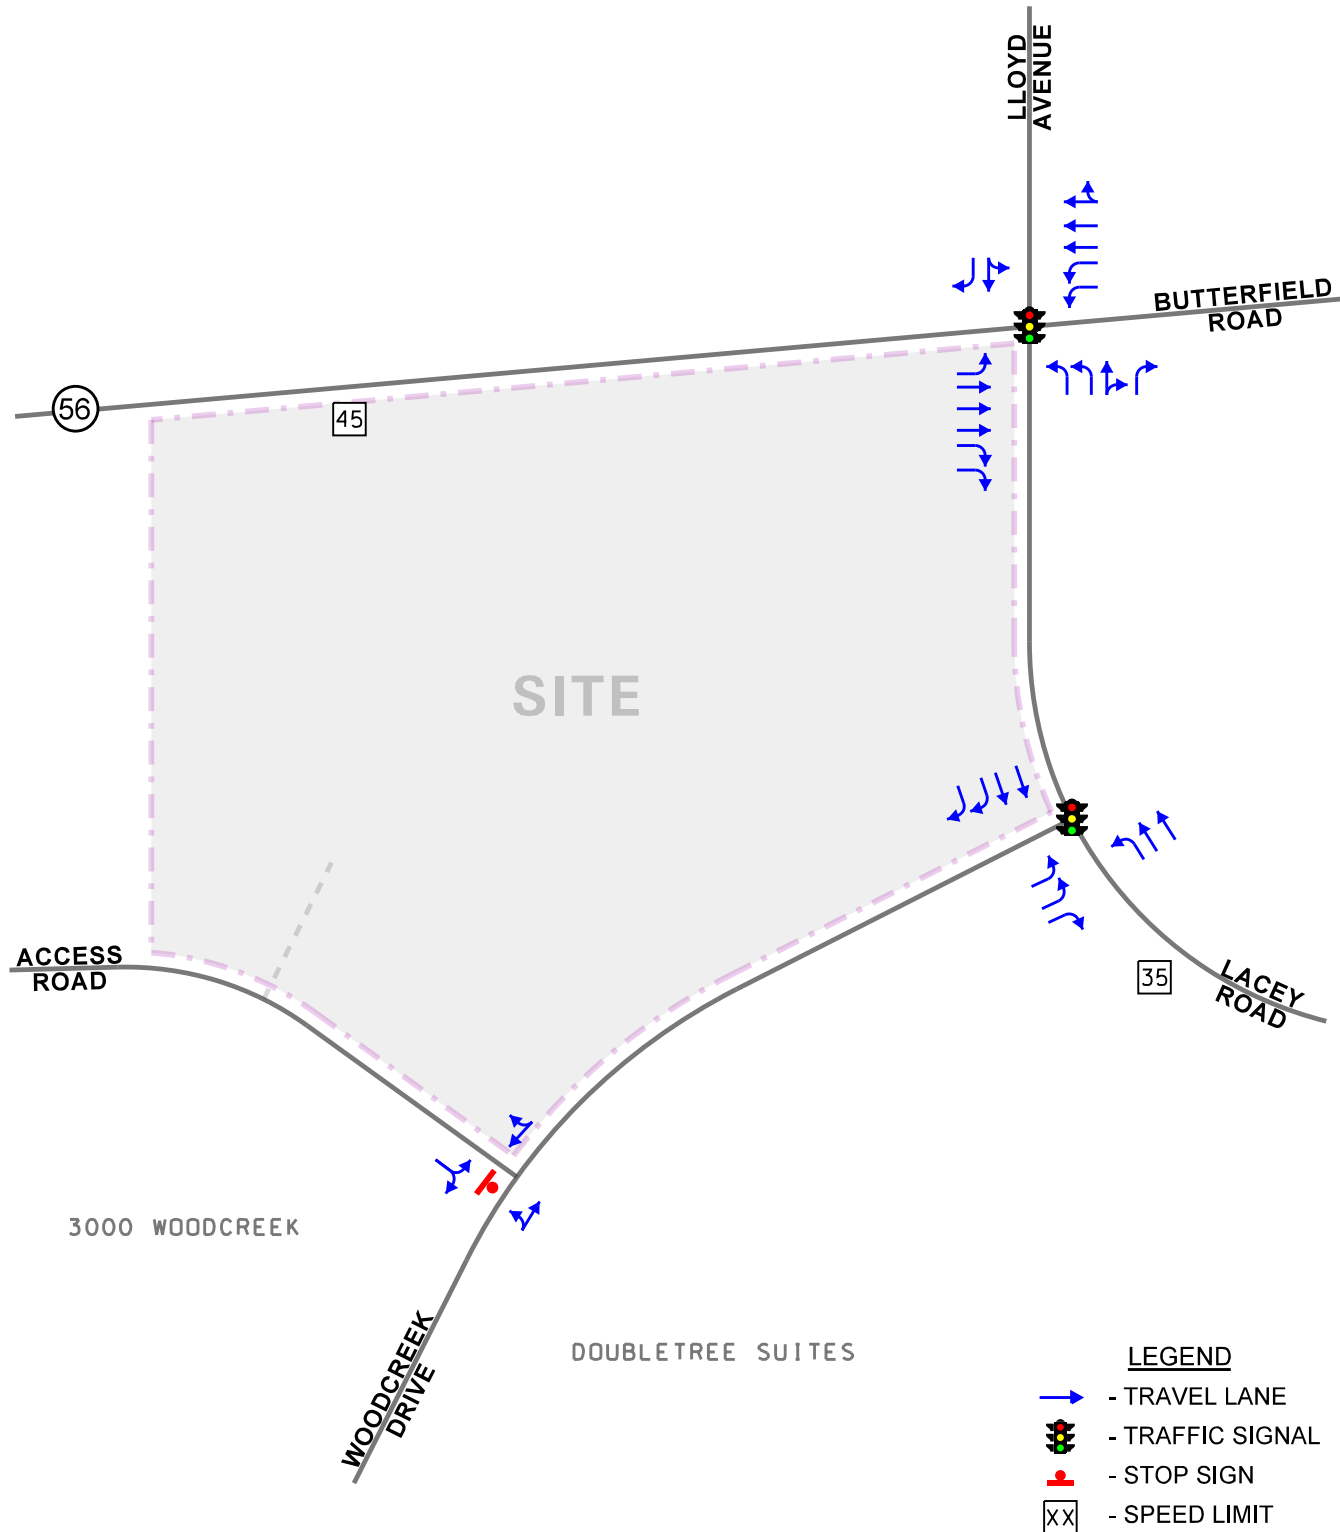 LLOYD
AVENUE
BUTTERFIELD
ROAD
56
45
SITE
ACCESS
ROAD
35
LACEY
ROAD
3000 WOODCREEK
WOODCREEK
DRIVE
DOUBLETREE SUITES
LEGEND
- TRAVEL LANE
- TRAFFIC SIGNAL
- STOP SIGN
XX - SPEED LIMIT